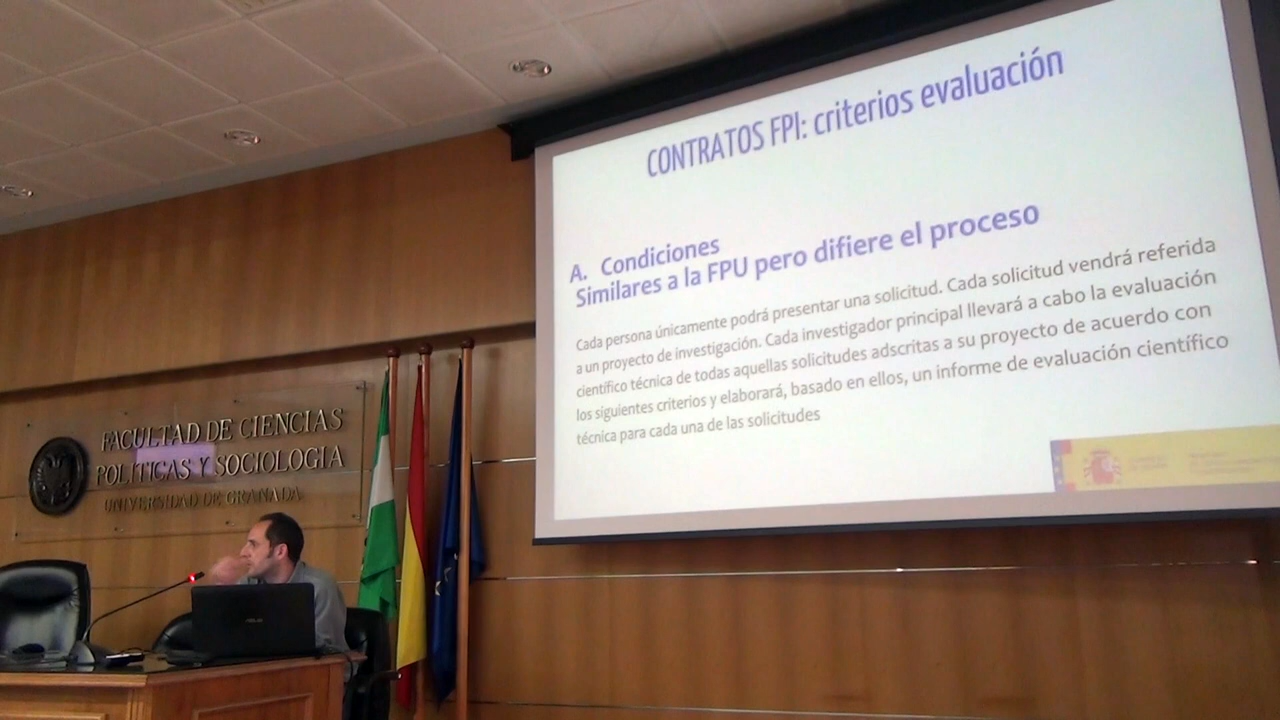 CONTRATOS FPI: criterios evaluación
A. Condiciones
Similares a la FPU pero difiere el proceso
Cada persona únicamente podrá presentar una solicitud. Cada solicitud vendrá referida
a un proyecto de investigación. Cada investigador principal llevará a cabo la evaluación
científico técnica de todas aquellas solicitudes adscritas a su proyecto de acuerdo con
los siguientes criterios y elaborará, basado en ellos, un informe de evaluación científico
técnica para cada una de las solicitudes
FACULTAD DE CIENCIAS
POLÍTICAS Y SOCIOLOGIA
UNIVERSIDAD DE GRANADA
ASUS